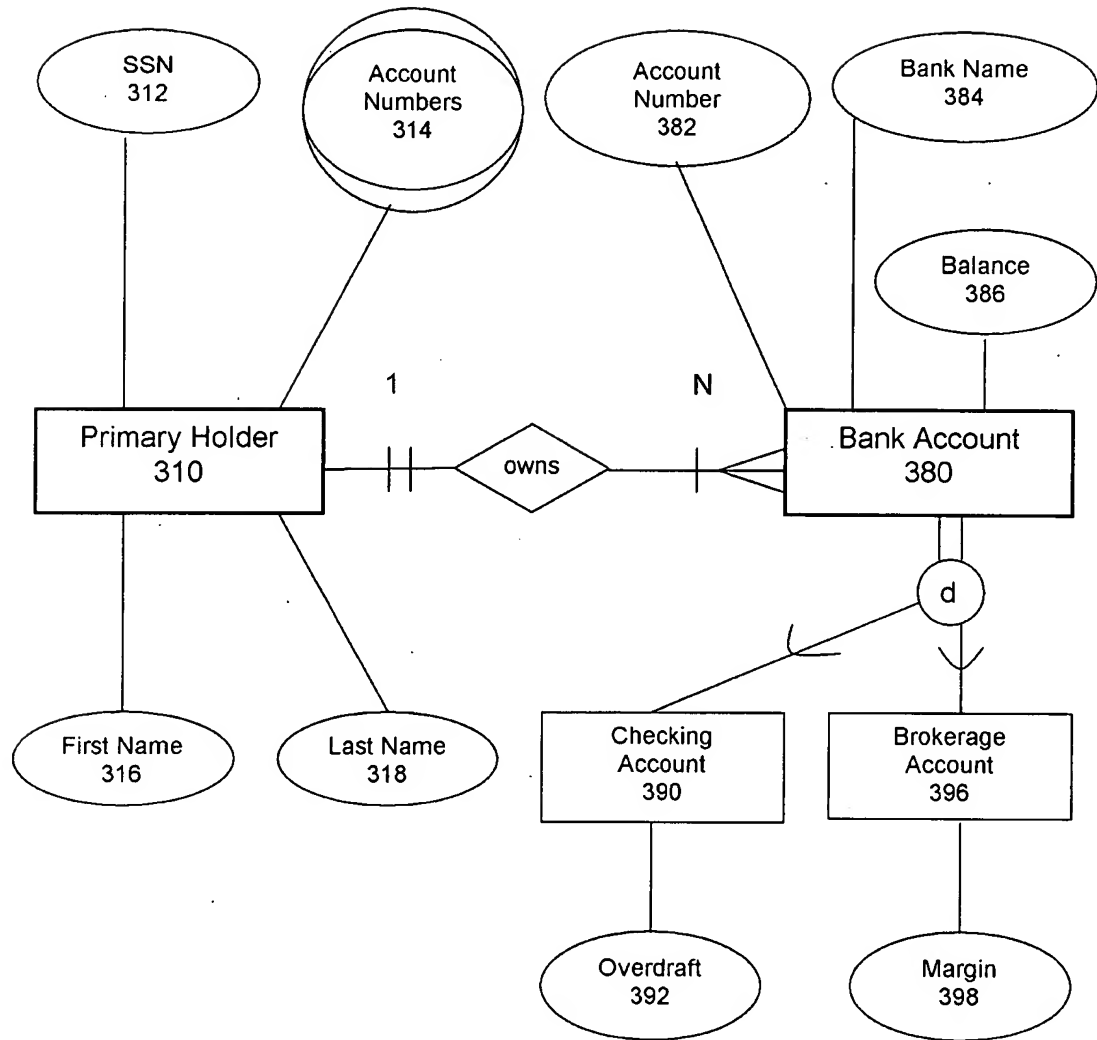 SSN
312
Account
Numbers
314
Account
Number
382
Bank Name
384
Balance
386
1
N
Primary Holder
310
owns
Bank Account
380
d
First Name
316
Last Name
318
Checking
Account
390
Brokerage
Account
396
Overdraft
392
Margin
398